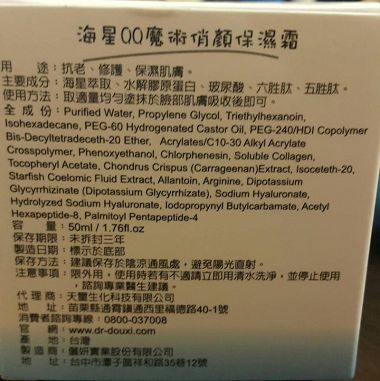 海星QQ魔術俏顏保濕霜
用　　途：抗老、修護、保濕肌膚。
主要成分：海星萃取、水解膠原蛋白、玻尿酸、六胜肽、五胜肽。
使用方法：取適量均勻塗抹於臉部肌膚吸收後即可。
全 成 份：Purified Water, Propylene Glycol, Triethylhexanoin,
Isohexadecane, PEG-60 Hydrogenated Castor Oil, PEG-240/HDI Copolymer
Bis-Decyltetradeceth-20 Ether, Acrylates/C10-30 Alkyl Acrylate
Crosspolymer, Phenoxyethanol, Chlorphenesin, Soluble Collagen,
Tocopheryl Acetate, Chondrus Crispus (Carrageenan)Extract, Isoceteth-20,
Starfish Coelomic Fluid Extract, Allantoin, Arginine, Dipotassium
Glycyrrhizinate (Dipotassium Glycyrrhizate), Sodium Hyaluronate,
Hydrolyzed Sodium Hyaluronate, Iodopropynyl Butylcarbamate, Acetyl
Hexapeptide-8, Palmitoyl Pentapeptide-4
容　　量：50ml / 1.76fl.oz
保存期限：未拆封三年
製造日期：標示於底部
保存方法：建議保存於陰涼通風處，避免陽光直射。
注意事項：限外用，使用時若有不適請立即用清水洗淨，並停止使用
，諮詢專業醫生建議。
代 理 商：天璽生化科技有限公司
地　　址：苗栗縣通霄鎮通西里福德路40-1號
消費者諮詢專線：0800-037008
官　　網：www.dr-douxi.com
產　　地：台灣
製 造 商：儷妍實業股份有限公司
地　　址：台中市潭子區祥和路35巷12號